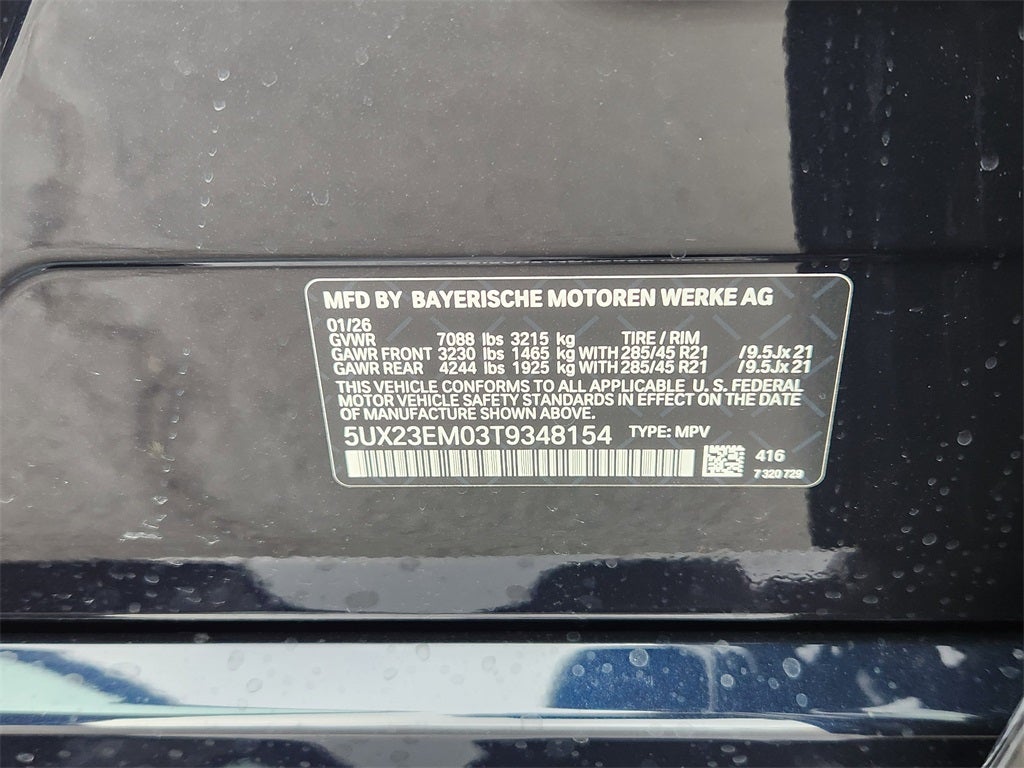 MFD BY BAYERISCHE MOTOREN WERKE AG
01/26
GVWR 7088 lbs 3215 kg TIRE / RIM
GAWR FRONT 3230 lbs 1465 kg WITH 285/45 R21 /9.5Jx21
GAWR REAR 4244 lbs 1925 kg WITH 285/45 R21 /9.5Jx21
THIS VEHICLE CONFORMS TO ALL APPLICABLE U. S. FEDERAL
MOTOR VEHICLE SAFETY STANDARDS IN EFFECT ON THE DATE
OF MANUFACTURE SHOWN ABOVE.
5UX23EM03T9348154 TYPE: MPV
416
7 320 729